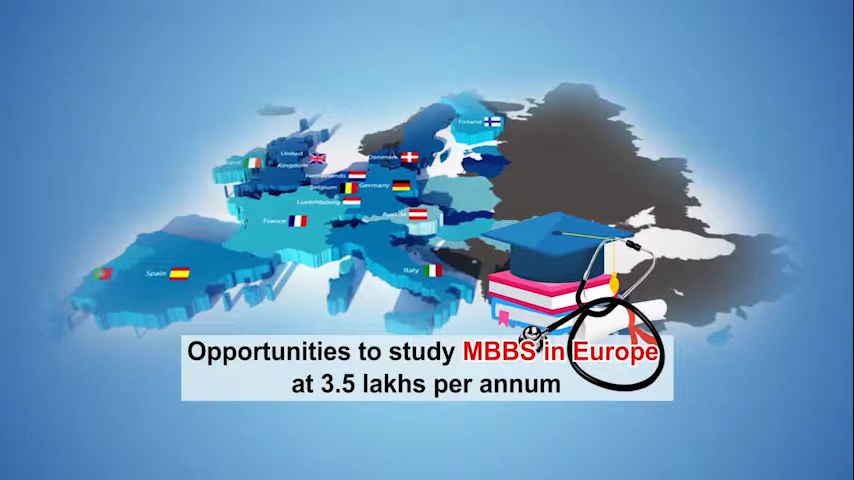 Finland
United
Kingdom
Denmark
Netherlands
Belgium
Germany
Luxembourg
Austria
France
Italy
Spain
Opportunities to study MBBS in Europe
at 3.5 lakhs per annum